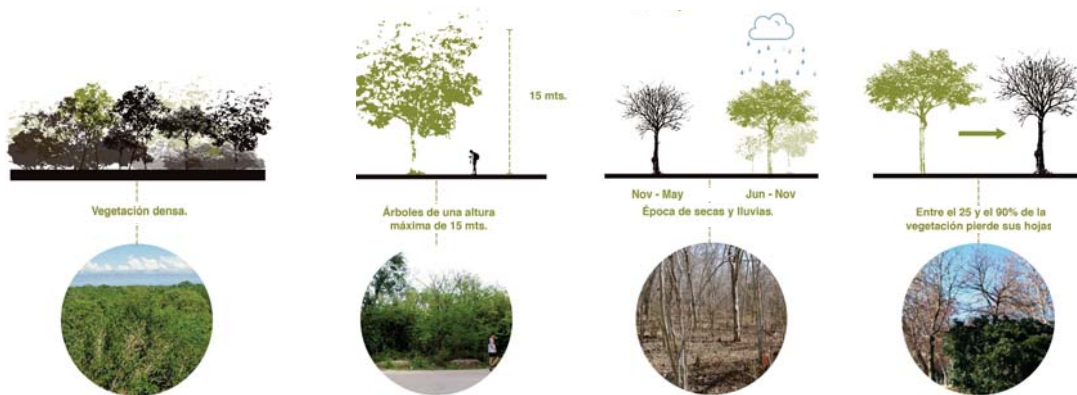 15 mts.
Nov - May
Jun - Nov
Vegetación densa.
Árboles de una altura
máxima de 15 mts.
Época de secas y lluvias.
Entre el 25 y el 90% de la
vegetación pierde sus hojas